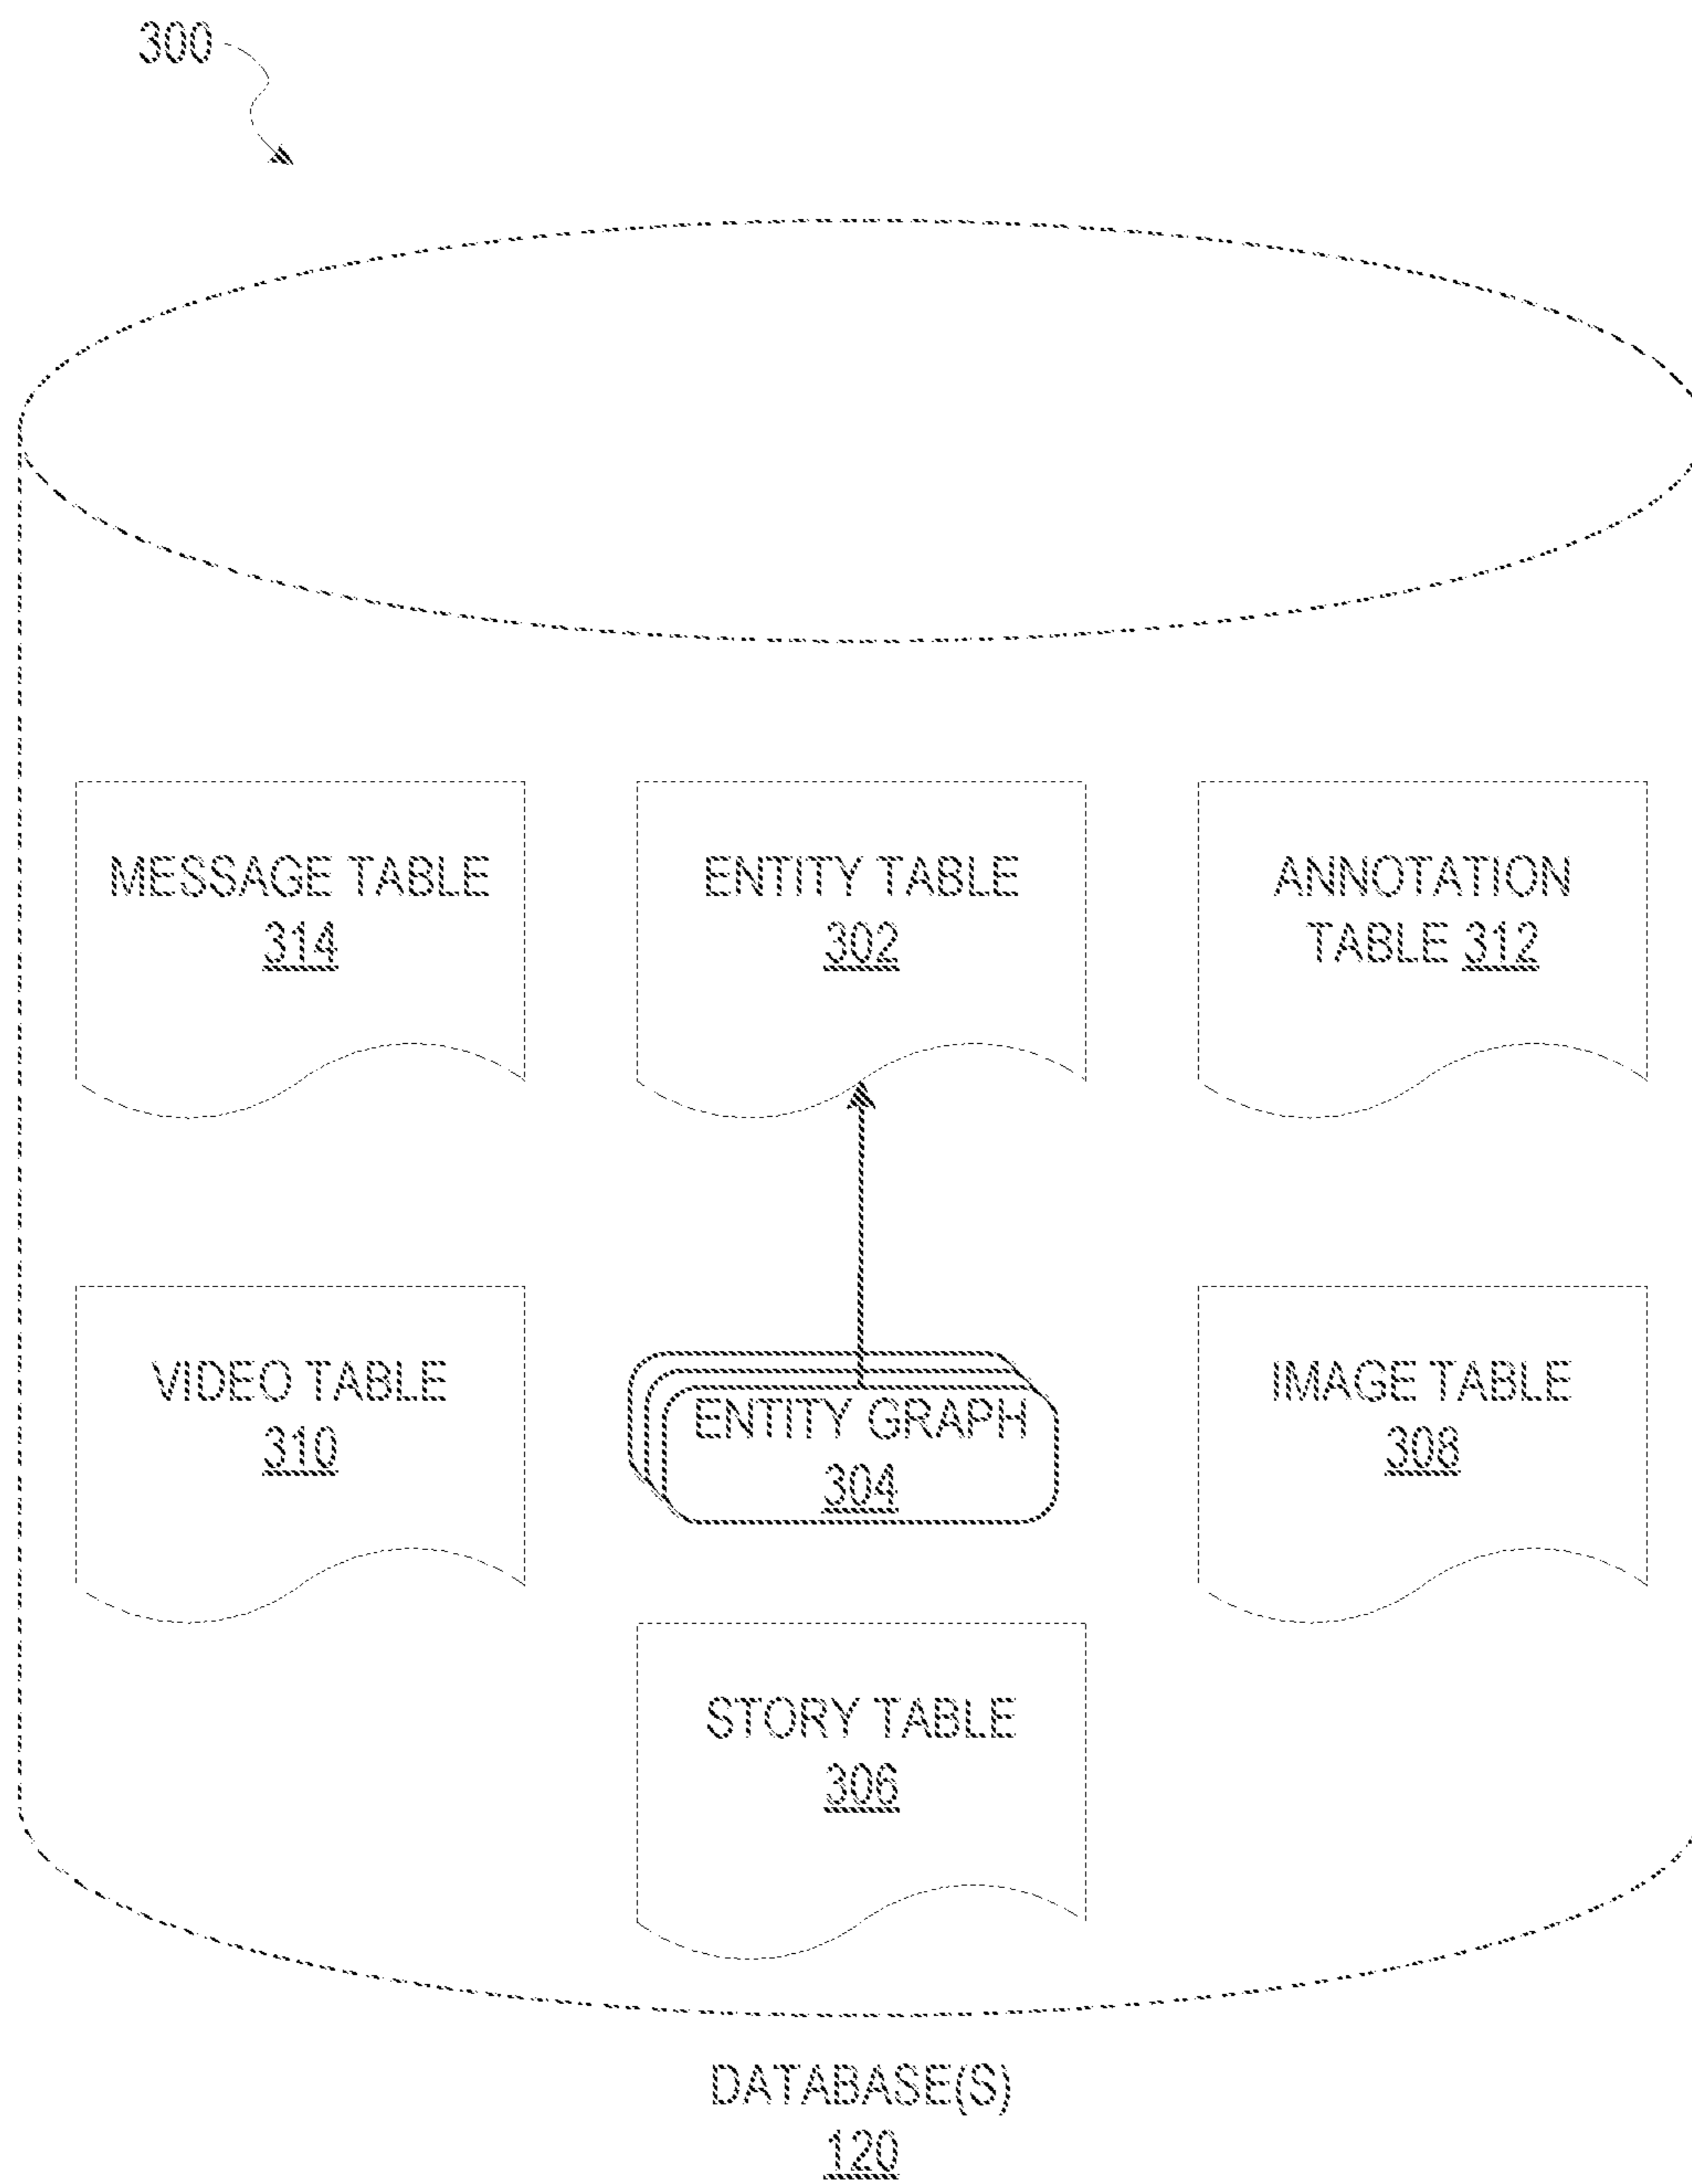 300
MESSAGE TABLE
314
ENTITY TABLE
302
ANNOTATION
TABLE 312
VIDEO TABLE
310
ENTITY GRAPH
304
IMAGE TABLE
308
STORY TABLE
306
DATABASE(S)
120